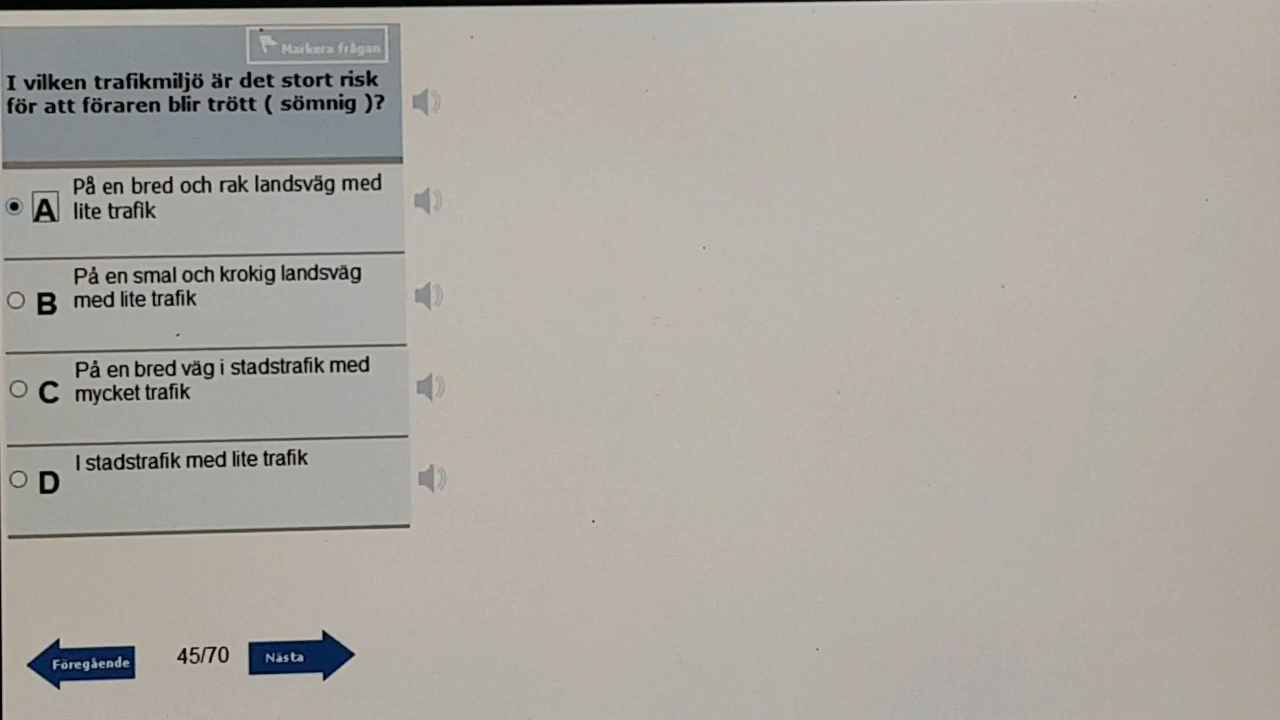 Markera frågan
I vilken trafikmiljö är det stort risk
för att föraren blir trött ( sömnig )?
På en bred och rak landsväg med
A lite trafik
På en smal och krokig landsväg
B med lite trafik
På en bred väg i stadstrafik med
C mycket trafik
I stadstrafik med lite trafik
D
Föregående 45/70 Nästa